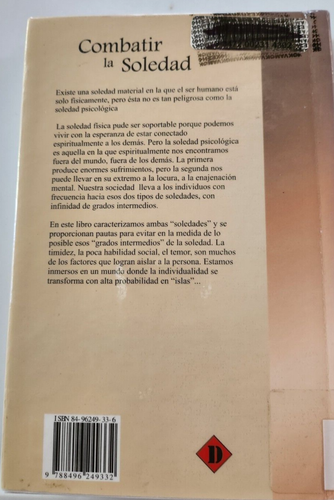 Combatir
la Soledad
Existe una soledad material en la que el ser humano está
solo físicamente, pero ésta no es tan peligrosa como la
soledad psicológica
La soledad física pude ser soportable porque podemos
vivir con la esperanza de estar conectado
espiritualmente a los demás. Pero la soledad psicológica
es aquella en la que espiritualmente nos encontramos
fuera del mundo, fuera de los demás. La primera
produce enormes sufrimientos, pero la segunda nos
puede llevar en su extremo a la locura, a la enajenación
mental. Nuestra sociedad lleva a los individuos con
frecuencia hacia esos dos tipos de soledades, con
infinidad de grados intermedios.
En este libro caracterizamos ambas “soledades” y se
proporcionan pautas para evitar en la medida de lo
posible esos “grados intermedios” de la soledad. La
timidez, la poca habilidad social, el temor, son muchos
de los factores que logran aislar a la persona. Estamos
inmersos en un mundo donde la individualidad se
transforma con alta probabilidad en “islas”...
ISBN 84-96249-33-6
9 788496 249332
D